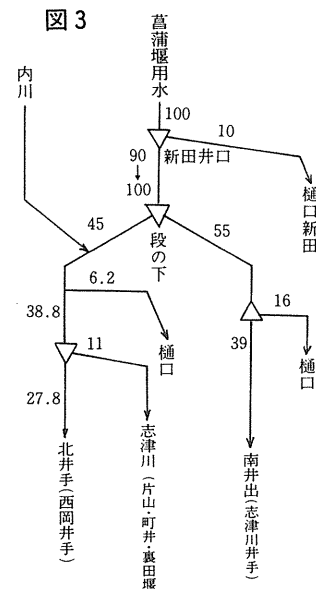 図3
菖蒲堰用水
内川
100
10
新田井口
90
100
樋口新田
45
55
段の下
6.2
16
38.8
11
39
樋口
樋口
27.8
北井手(西岡井手)
志津川(片山・町井・裏田堰
南井出(志津川井手)